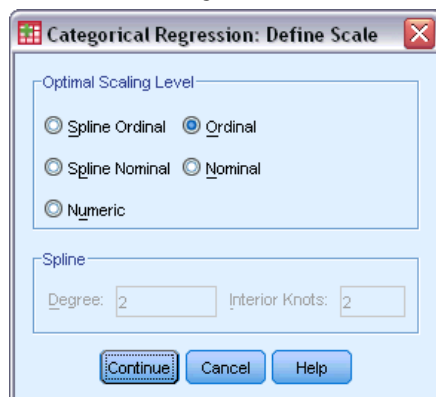 Categorical Regression: Define Scale
Optimal Scaling Level
Spline Ordinal Ordinal
Spline Nominal Nominal
Numeric
Spline
Degree: 2 Interior Knots: 2
Continue Cancel Help